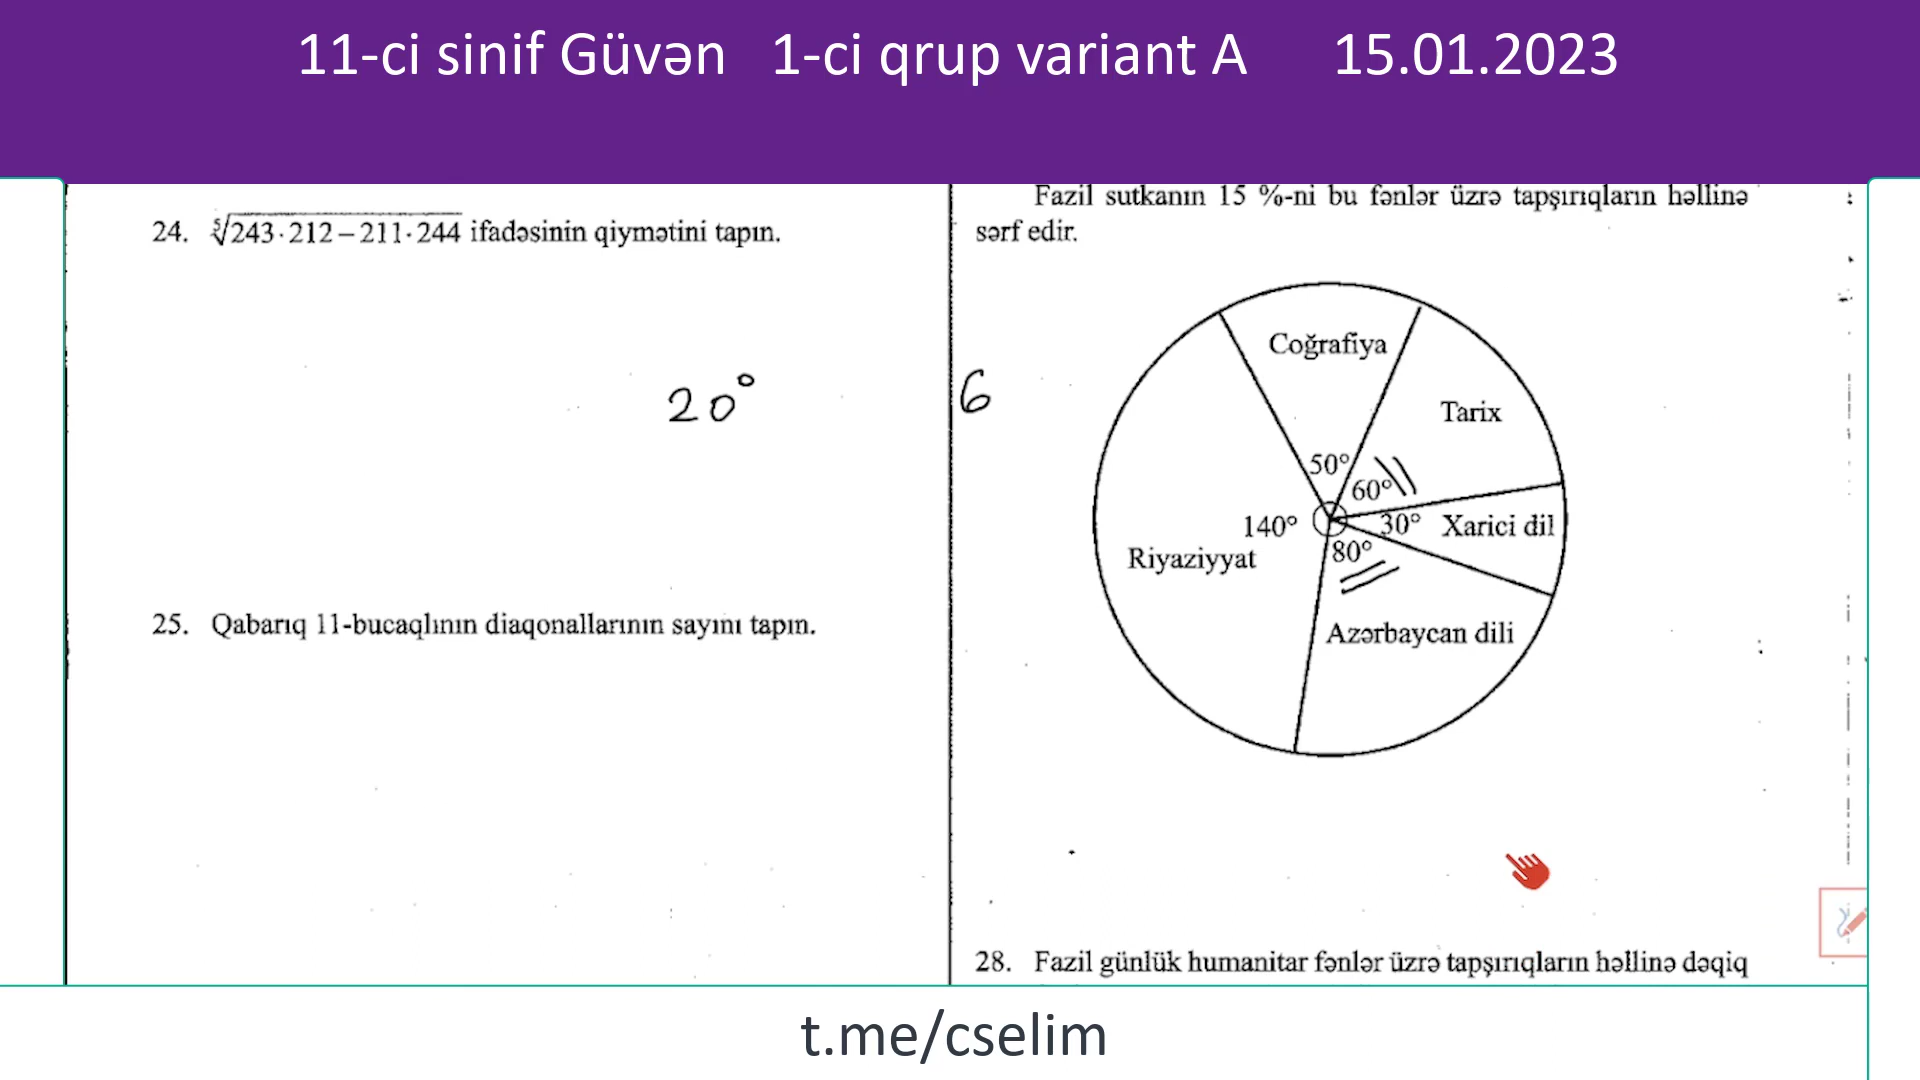 11-ci sinif Güvən 1-ci qrup variant A 15.01.2023
24. ⁵√243·212–211·244 ifadəsinin qiymətini tapın.
20°
25. Qabarıq 11-bucaqlının diaqonallarının sayını tapın.
Fazil sutkanın 15 %-ni bu fənlər üzrə tapşırıqların həllinə
sərf edir.
6
Coğrafiya
Tarix
50°
60°
140°
30° Xarici dil
80°
Riyaziyyat
Azərbaycan dili
28. Fazil günlük humanitar fənlər üzrə tapşırıqların həllinə dəqiq
t.me/cselim